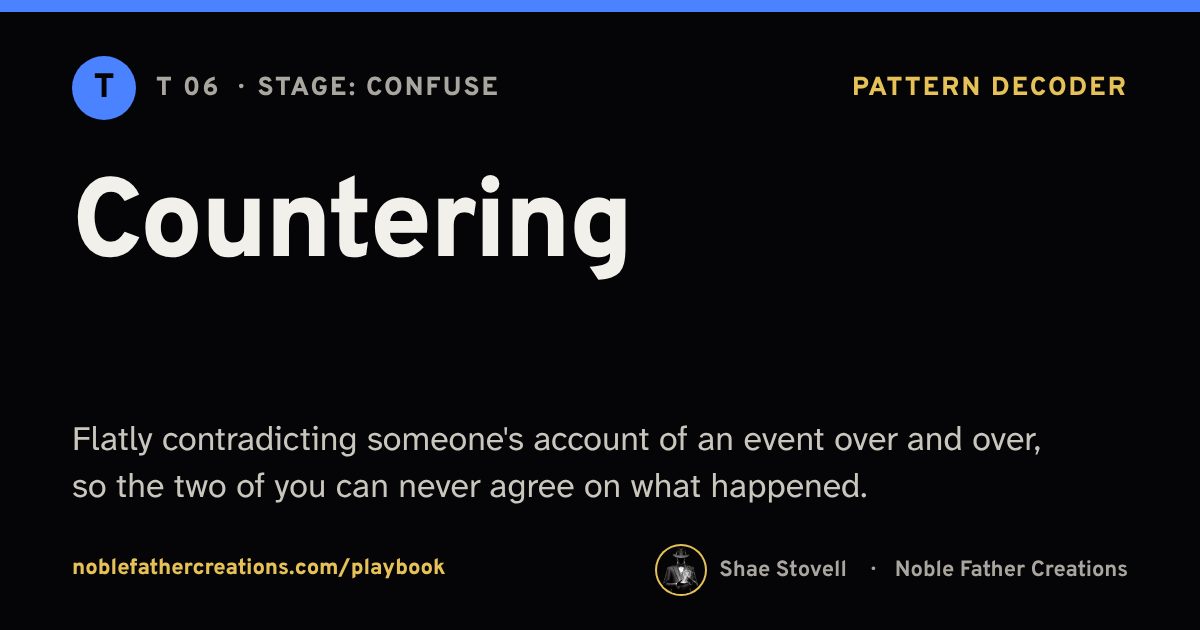 T
T 06 · STAGE: CONFUSE
PATTERN DECODER
Countering
Flatly contradicting someone's account of an event over and over,
so the two of you can never agree on what happened.
noblefathercreations.com/playbook
Shae Stovell · Noble Father Creations